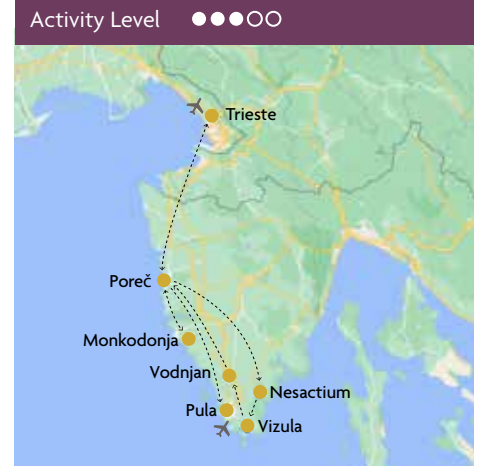 Activity Level
Trieste
Poreč
Monkodonja
Vodnjan
Nesactium
Pula
Vizula